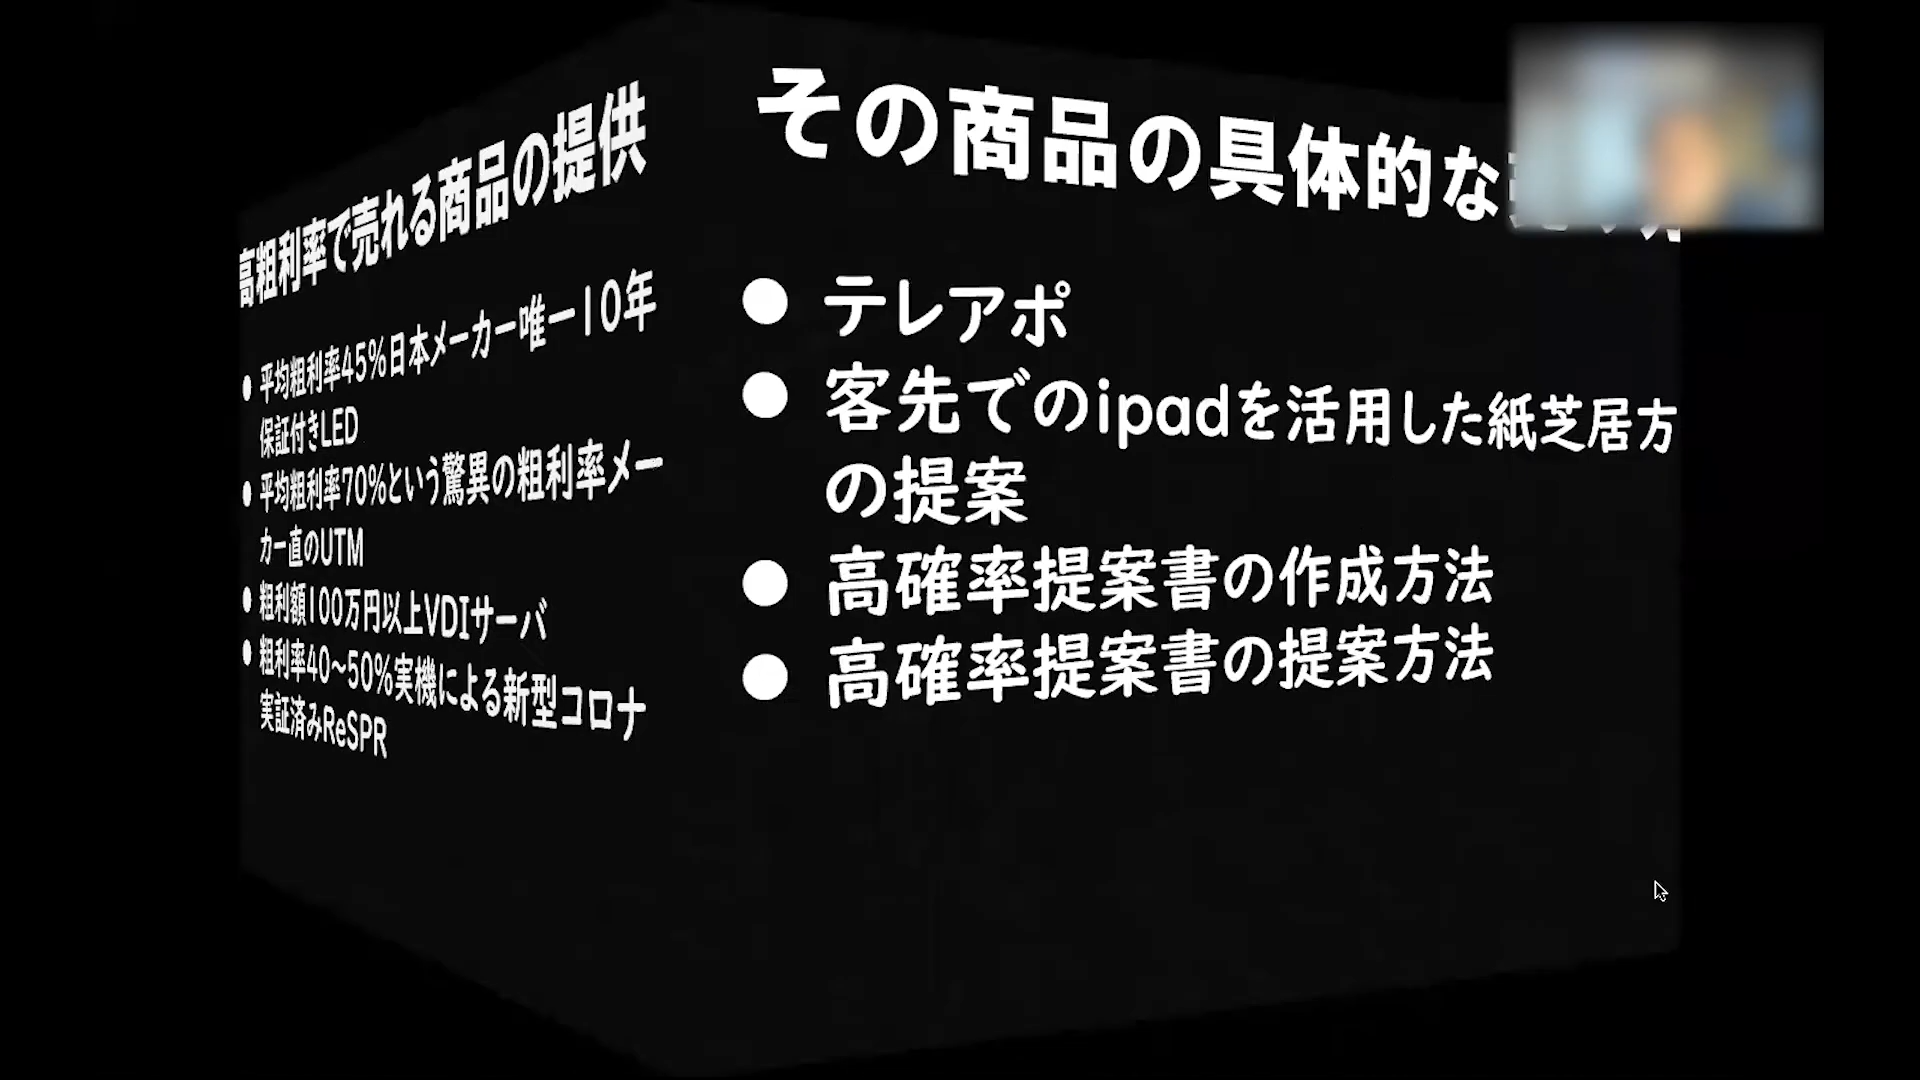 高粗利率で売れる商品の提供
● 平均粗利率45%日本メーカー唯一10年
保証付きLED
● 平均粗利率70%という驚異の粗利率メー
カー直のUTM
● 粗利額100万円以上VDIサーバ
● 粗利率40~50%実機による新型コロナ
実証済みReSPR
その商品の具体的な
● テレアポ
● 客先でのipadを活用した紙芝居方
の提案
● 高確率提案書の作成方法
● 高確率提案書の提案方法